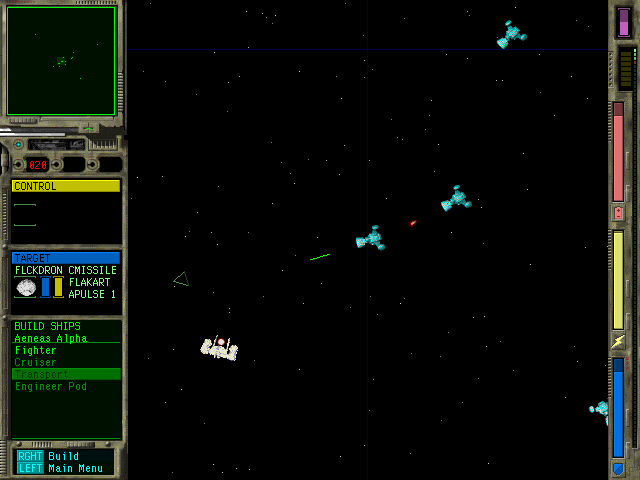 020
CONTROL
TARGET
FLCKDRON CMISSILE
FLAKART
APULSE 1
BUILD SHIPS
Aeneas Alpha
Fighter
Cruiser
Transport
Engineer Pod
RGHT Build
LEFT Main Menu